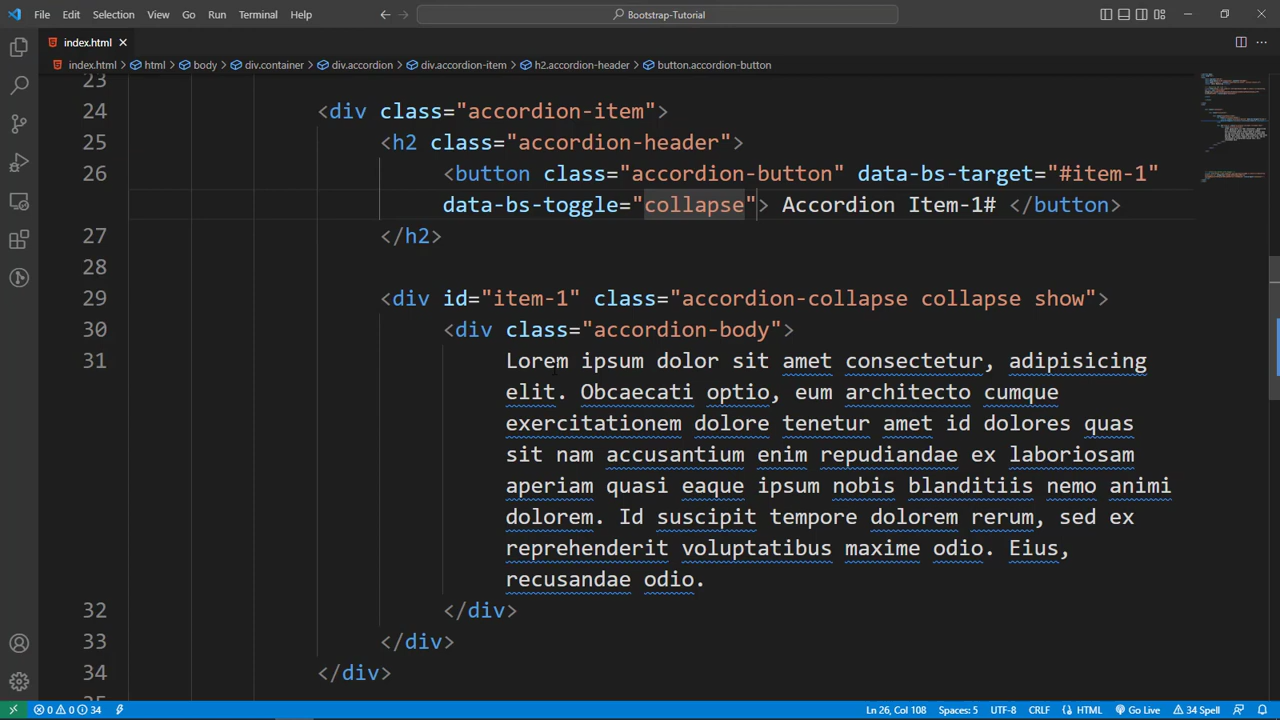 File Edit Selection View Go Run Terminal Help Bootstrap-Tutorial
index.html
index.html > html > body > div.container > div.accordion > div.accordion-item > h2.accordion-header > button.accordion-button
23
24 <div class="accordion-item">
25 <h2 class="accordion-header">
26 <button class="accordion-button" data-bs-target="#item-1"
data-bs-toggle="collapse"> Accordion Item-1# </button>
27 </h2>
28
29 <div id="item-1" class="accordion-collapse collapse show">
30 <div class="accordion-body">
31 Lorem ipsum dolor sit amet consectetur, adipisicing
elit. Obcaecati optio, eum architecto cumque
exercitationem dolore tenetur amet id dolores quas
sit nam accusantium enim repudiandae ex laboriosam
aperiam quasi eaque ipsum nobis blanditiis nemo animi
dolorem. Id suscipit tempore dolorem rerum, sed ex
reprehenderit voluptatibus maxime odio. Eius,
recusandae odio.
32 </div>
33 </div>
34 </div>
0 0 34 Ln 26, Col 108 Spaces: 5 UTF-8 CRLF HTML Go Live 34 Spell